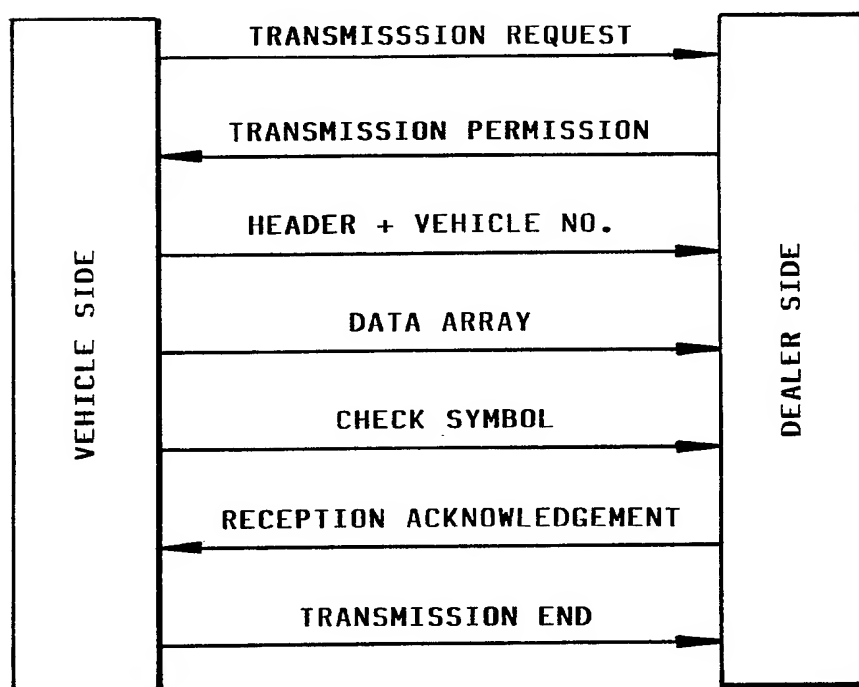 TRANSMISSSION REQUEST
TRANSMISSION PERMISSION
HEADER + VEHICLE NO.
DATA ARRAY
CHECK SYMBOL
RECEPTION ACKNOWLEDGEMENT
TRANSMISSION END
VEHICLE SIDE
DEALER SIDE